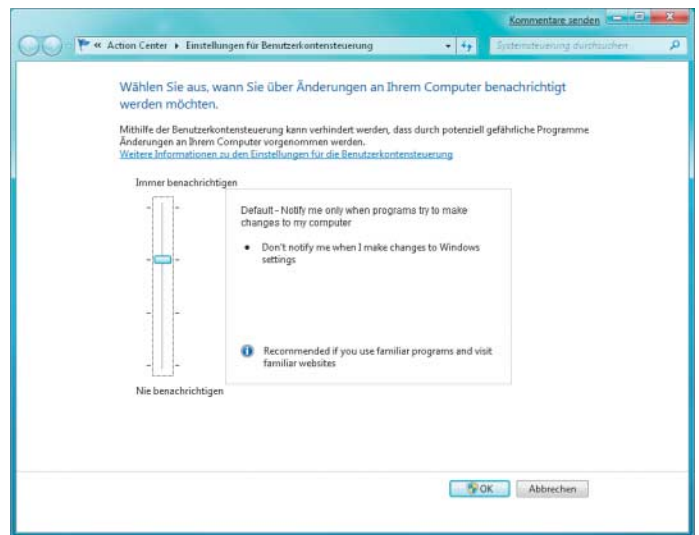 Kommentare senden
« Action Center ▸ Einstellungen für Benutzerkontensteuerung
Systemsteuerung durchsuchen
Wählen Sie aus, wann Sie über Änderungen an Ihrem Computer benachrichtigt
werden möchten.
Mithilfe der Benutzerkontensteuerung kann verhindert werden, dass durch potenziell gefährliche Programme
Änderungen an Ihrem Computer vorgenommen werden.
Weitere Informationen zu den Einstellungen für die Benutzerkontensteuerung
Immer benachrichtigen
Default - Notify me only when programs try to make
changes to my computer
• Don't notify me when I make changes to Windows
settings
Recommended if you use familiar programs and visit
familiar websites
Nie benachrichtigen
OK
Abbrechen